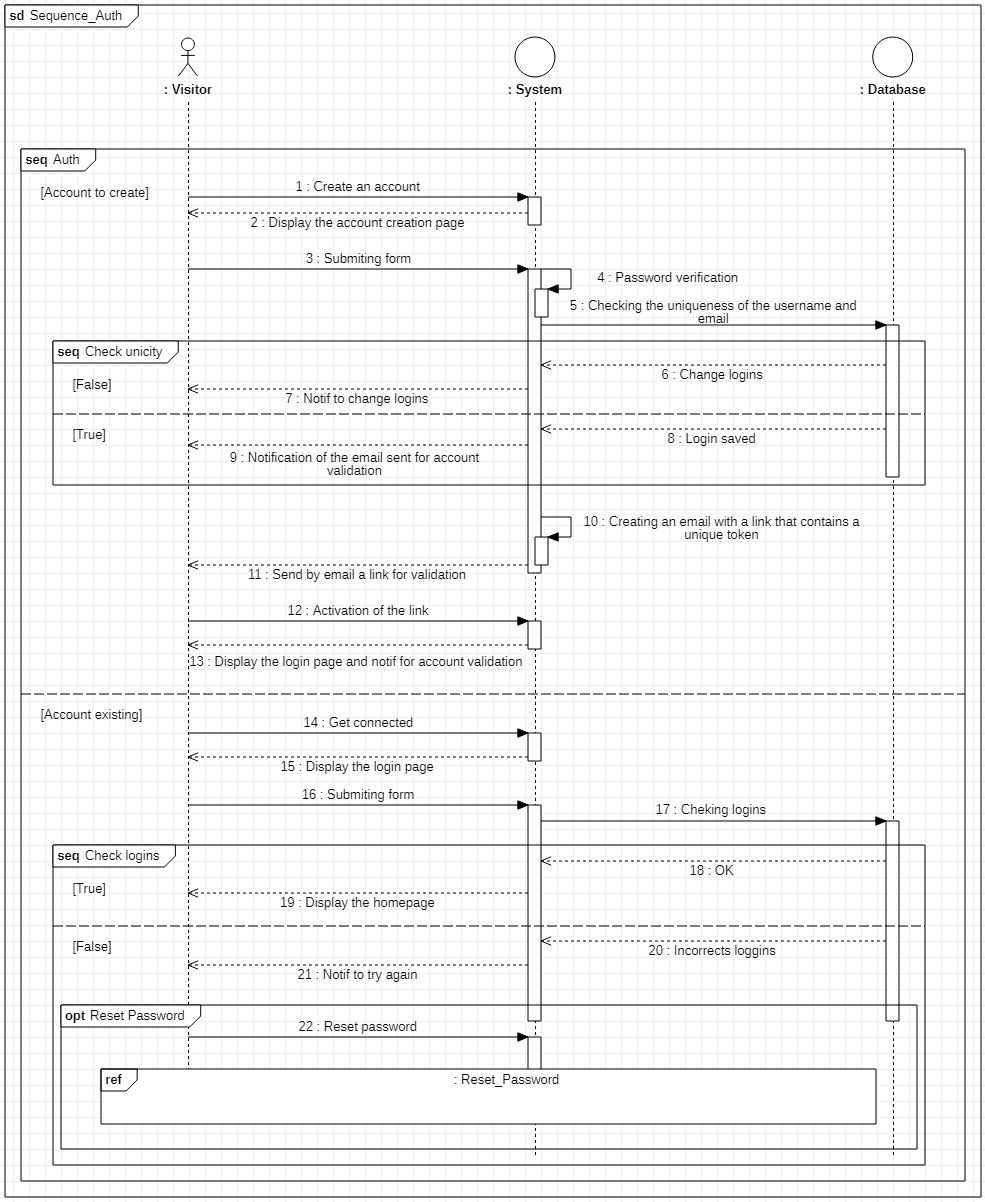 sd Sequence_Auth
: Visitor
: System
: Database
seq Auth
[Account to create]
1 : Create an account
2 : Display the account creation page
3 : Submiting form
4 : Password verification
5 : Checking the uniqueness of the username and
email
seq Check unicity
6 : Change logins
[False]
7 : Notif to change logins
[True]
8 : Login saved
9 : Notification of the email sent for account
validation
10 : Creating an email with a link that contains a
unique token
11 : Send by email a link for validation
12 : Activation of the link
13 : Display the login page and notif for account validation
[Account existing]
14 : Get connected
15 : Display the login page
16 : Submiting form
17 : Cheking logins
seq Check logins
18 : OK
[True]
19 : Display the homepage
[False]
20 : Incorrects loggins
21 : Notif to try again
opt Reset Password
22 : Reset password
ref
: Reset_Password